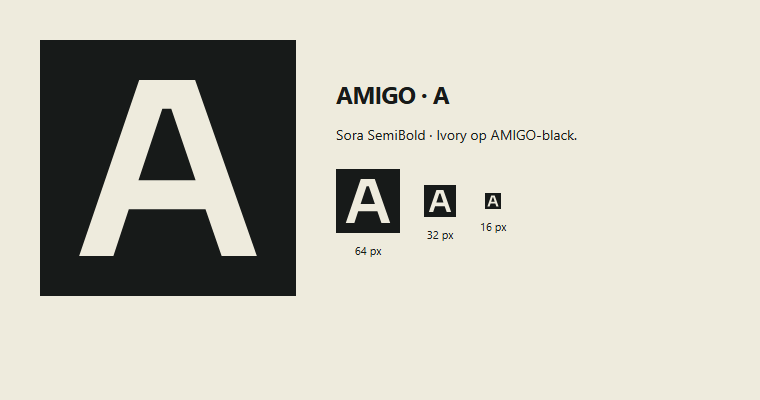 A
AMIGO · A
Sora SemiBold · Ivory op AMIGO-black.
A A A
64 px
32 px
16 px